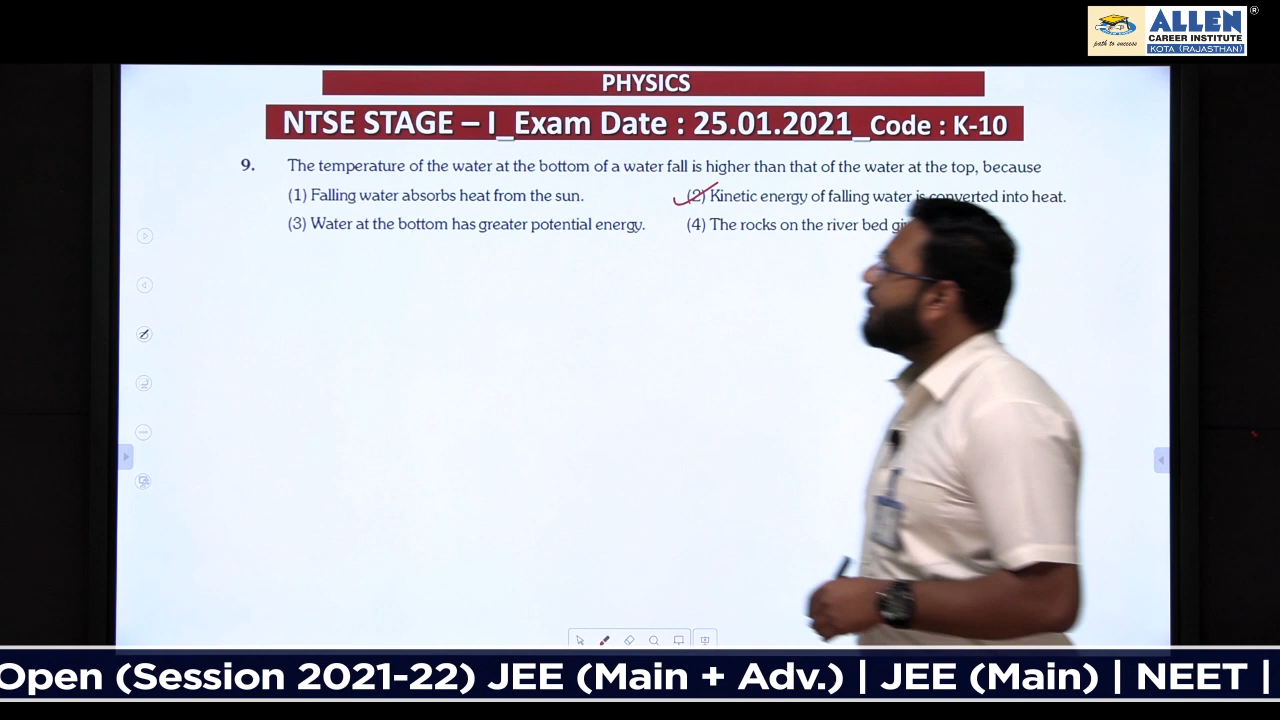 ALLEN
®
CAREER INSTITUTE
path to success
KOTA (RAJASTHAN)
PHYSICS
NTSE STAGE – I_Exam Date : 25.01.2021_Code : K-10
9. The temperature of the water at the bottom of a water fall is higher than that of the water at the top, because
(1) Falling water absorbs heat from the sun. (2) Kinetic energy of falling water is converted into heat.
(3) Water at the bottom has greater potential energy. (4) The rocks on the river bed
Open (Session 2021-22) JEE (Main + Adv.) | JEE (Main) | NEET |